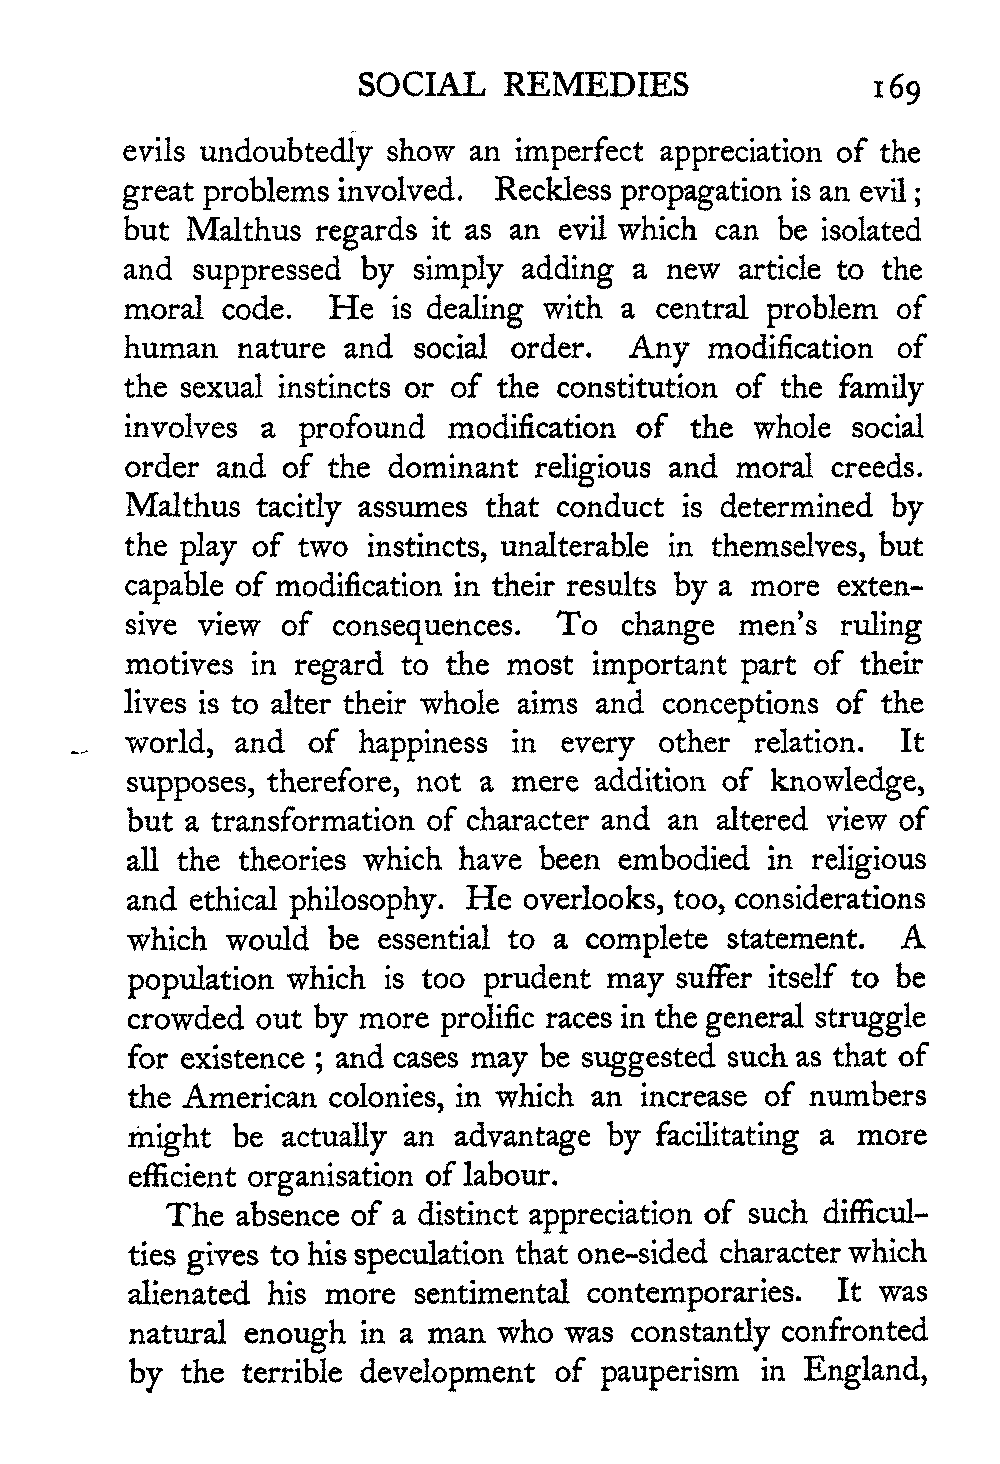 SOCIAL REMEDIES 169
evils undoubtedly show an imperfect appreciation of the
great problems involved. Reckless propagation is an evil ;
but Malthus regards it as an evil which can be isolated
and suppressed by simply adding a new article to the
moral code. He is dealing with a central problem of
human nature and social order. Any modification of
the sexual instincts or of the constitution of the family
involves a profound modification of the whole social
order and of the dominant religious and moral creeds.
Malthus tacitly assumes that conduct is determined by
the play of two instincts, unalterable in themselves, but
capable of modification in their results by a more exten-
sive view of consequences. To change men's ruling
motives in regard to the most important part of their
lives is to alter their whole aims and conceptions of the
world, and of happiness in every other relation. It
supposes, therefore, not a mere addition of knowledge,
but a transformation of character and an altered view of
all the theories which have been embodied in religious
and ethical philosophy. He overlooks, too, considerations
which would be essential to a complete statement. A
population which is too prudent may suffer itself to be
crowded out by more prolific races in the general struggle
for existence ; and cases may be suggested such as that of
the American colonies, in which an increase of numbers
might be actually an advantage by facilitating a more
efficient organisation of labour.
The absence of a distinct appreciation of such difficul-
ties gives to his speculation that one-sided character which
alienated his more sentimental contemporaries. It was
natural enough in a man who was constantly confronted
by the terrible development of pauperism in England,